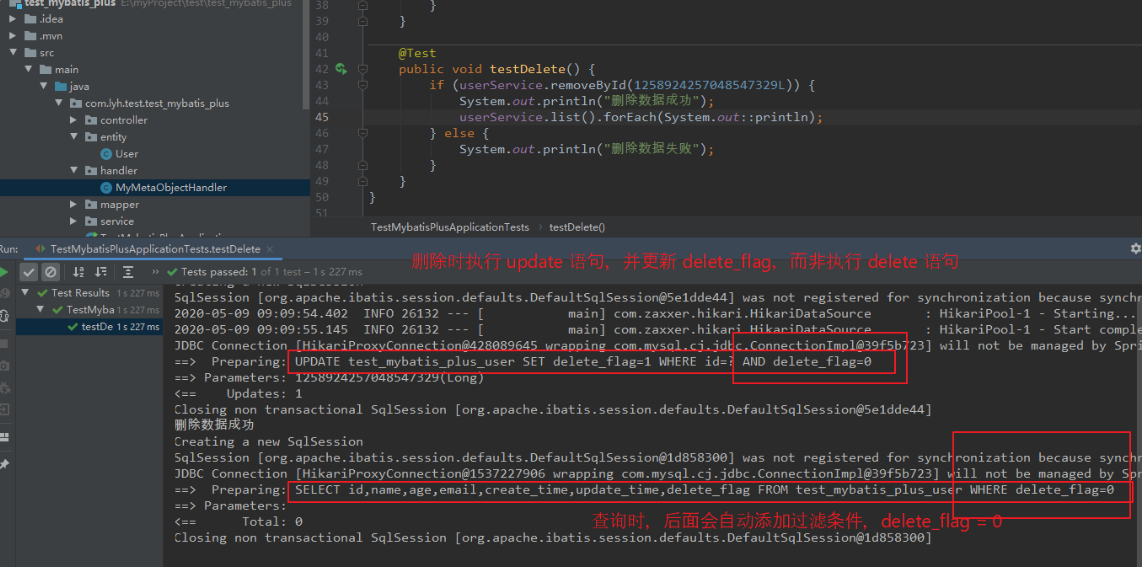 test_mybatis_plus E:\myProject\test\test_mybatis_plus
.idea
.mvn
src
main
java
com.lyh.test.test_mybatis_plus
controller
entity
User
handler
MyMetaObjectHandler
mapper
service
38 }
39 }
40
41 @Test
42 public void testDelete() {
43 if (userService.removeById(1258924257048547329L)) {
44 System.out.println("删除数据成功");
45 userService.list().forEach(System.out::println);
46 } else {
47 System.out.println("删除数据失败");
48 }
49 }
50 }
51
TestMybatisPlusApplicationTests › testDelete()
Run: TestMybatisPlusApplicationTests.testDelete ×
» Tests passed: 1 of 1 test – 1 s 227 ms
删除时执行 update 语句，并更新 delete_flag，而非执行 delete 语句
Test Results 1 s 227 ms
TestMyba 1 s 227 ms
testDe 1 s 227 ms
Creating a new SqlSession
SqlSession [org.apache.ibatis.session.defaults.DefaultSqlSession@5e1dde44] was not registered for synchronization because synchr
2020-05-09 09:09:54.402 INFO 26132 --- [ main] com.zaxxer.hikari.HikariDataSource : HikariPool-1 - Starting...
2020-05-09 09:09:55.145 INFO 26132 --- [ main] com.zaxxer.hikari.HikariDataSource : HikariPool-1 - Start comple
JDBC Connection [HikariProxyConnection@428089645 wrapping com.mysql.cj.jdbc.ConnectionImpl@39f5b723] will not be managed by Spri
==> Preparing: UPDATE test_mybatis_plus_user SET delete_flag=1 WHERE id=? AND delete_flag=0
==> Parameters: 1258924257048547329(Long)
<== Updates: 1
Closing non transactional SqlSession [org.apache.ibatis.session.defaults.DefaultSqlSession@5e1dde44]
删除数据成功
Creating a new SqlSession
SqlSession [org.apache.ibatis.session.defaults.DefaultSqlSession@1d858300] was not registered for synchronization because synchr
JDBC Connection [HikariProxyConnection@1537227906 wrapping com.mysql.cj.jdbc.ConnectionImpl@39f5b723] will not be managed by Spr
==> Preparing: SELECT id,name,age,email,create_time,update_time,delete_flag FROM test_mybatis_plus_user WHERE delete_flag=0
==> Parameters:
<== Total: 0
查询时，后面会自动添加过滤条件，delete_flag = 0
Closing non transactional SqlSession [org.apache.ibatis.session.defaults.DefaultSqlSession@1d858300]